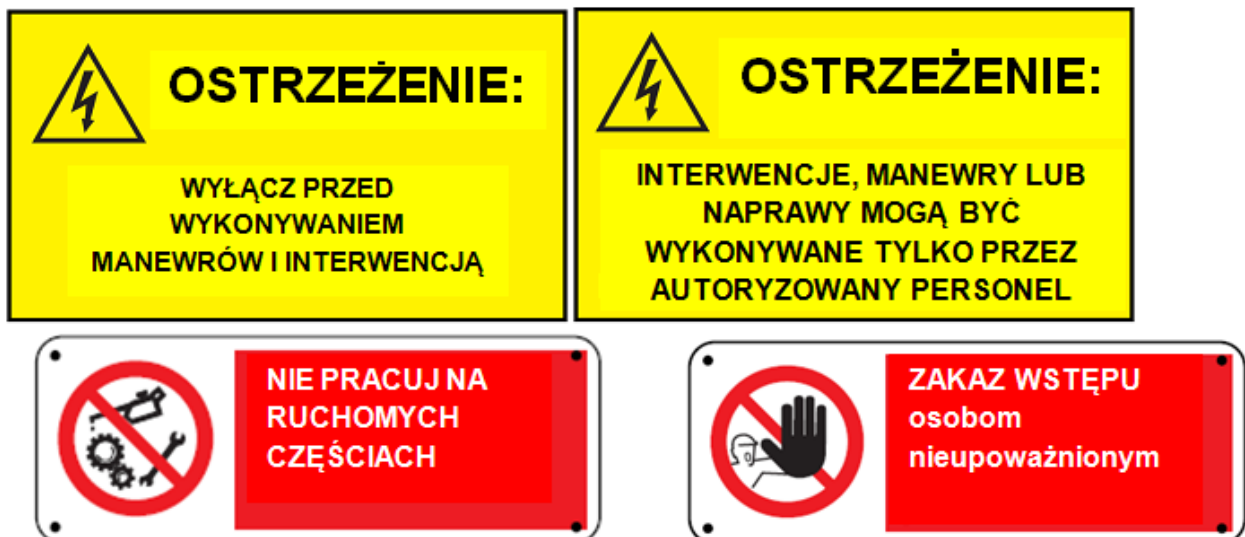 OSTRZEŻENIE:
WYŁĄCZ PRZED
WYKONYWANIEM
MANEWRÓW I INTERWENCJĄ
OSTRZEŻENIE:
INTERWENCJE, MANEWRY LUB
NAPRAWY MOGĄ BYĆ
WYKONYWANE TYLKO PRZEZ
AUTORYZOWANY PERSONEL
NIE PRACUJ NA
RUCHOMYCH
CZĘŚCIACH
ZAKAZ WSTĘPU
osobom
nieupoważnionym